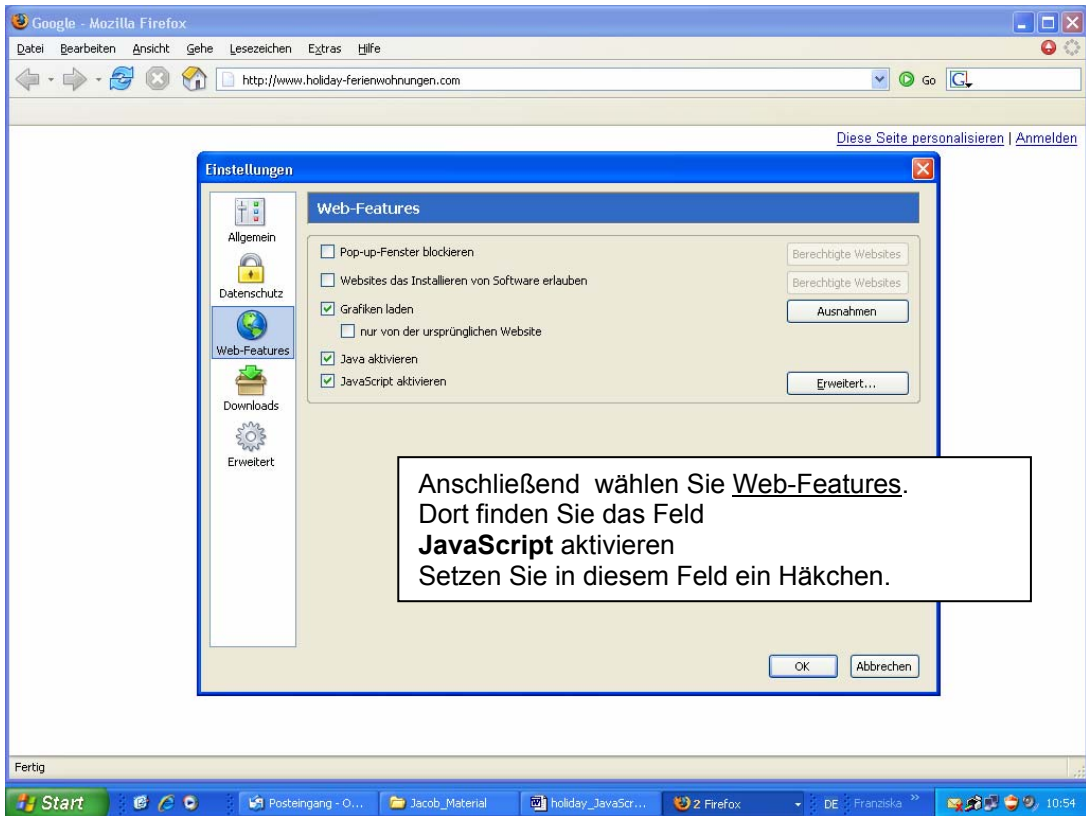 Google - Mozilla Firefox
Datei Bearbeiten Ansicht Gehe Lesezeichen Extras Hilfe
http://www.holiday-ferienwohnungen.com Go G
Diese Seite personalisieren | Anmelden
Einstellungen
Allgemein
Datenschutz
Web-Features
Downloads
Erweitert
Web-Features
Pop-up-Fenster blockieren Berechtigte Websites
Websites das Installieren von Software erlauben Berechtigte Websites
Grafiken laden Ausnahmen
nur von der ursprünglichen Website
Java aktivieren
JavaScript aktivieren Erweitert...
Anschließend wählen Sie Web-Features.
Dort finden Sie das Feld
JavaScript aktivieren
Setzen Sie in diesem Feld ein Häkchen.
OK Abbrechen
Fertig
Start Posteingang - O... Jacob_Material holiday_JavaScr... 2 Firefox DE Franziska 10:54